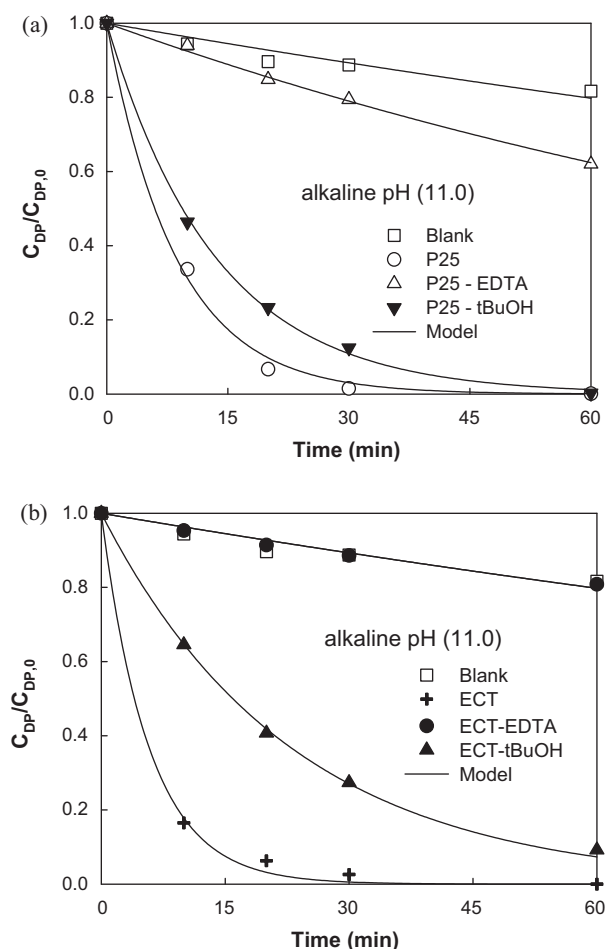 (a)
1.0
0.8
0.6
0.4
0.2
0.0
C_DP/C_DP,0
alkaline pH (11.0)
Blank
P25
P25 - EDTA
P25 - tBuOH
Model
0 15 30 45 60
Time (min)
(b)
1.0
0.8
0.6
0.4
0.2
0.0
C_DP/C_DP,0
alkaline pH (11.0)
Blank
ECT
ECT-EDTA
ECT-tBuOH
Model
0 15 30 45 60
Time (min)